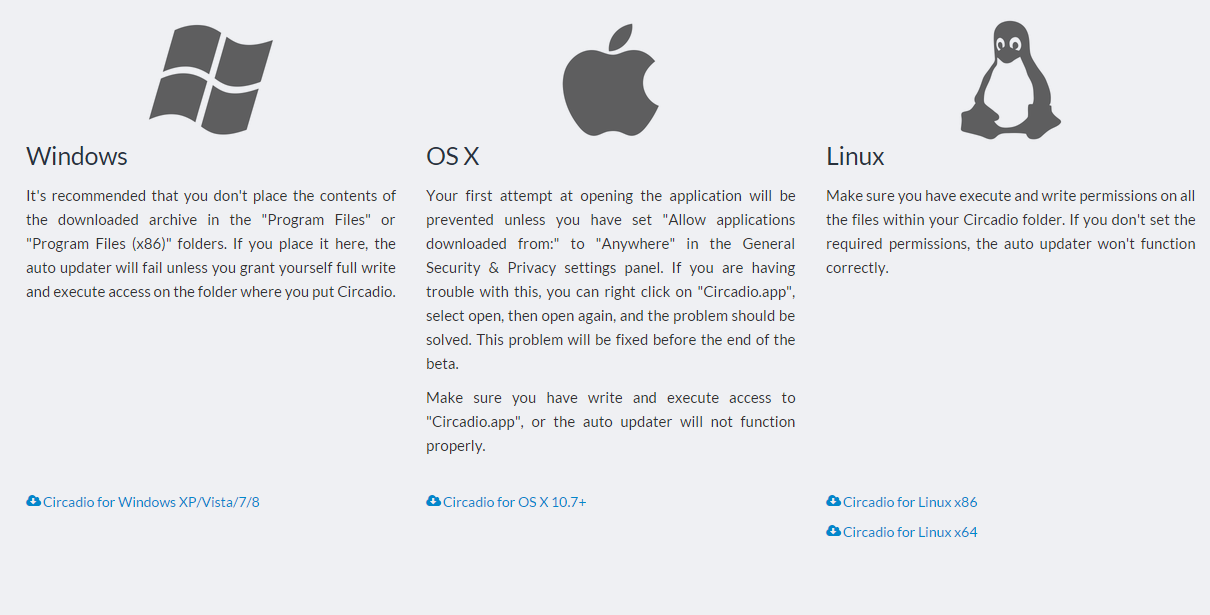 Windows
It's recommended that you don't place the contents of
the downloaded archive in the "Program Files" or
"Program Files (x86)" folders. If you place it here, the
auto updater will fail unless you grant yourself full write
and execute access on the folder where you put Circadio.
Circadio for Windows XP/Vista/7/8
OS X
Your first attempt at opening the application will be
prevented unless you have set "Allow applications
downloaded from:" to "Anywhere" in the General
Security & Privacy settings panel. If you are having
trouble with this, you can right click on "Circadio.app",
select open, then open again, and the problem should be
solved. This problem will be fixed before the end of the
beta.
Make sure you have write and execute access to
"Circadio.app", or the auto updater will not function
properly.
Circadio for OS X 10.7+
Linux
Make sure you have execute and write permissions on all
the files within your Circadio folder. If you don't set the
required permissions, the auto updater won't function
correctly.
Circadio for Linux x86
Circadio for Linux x64